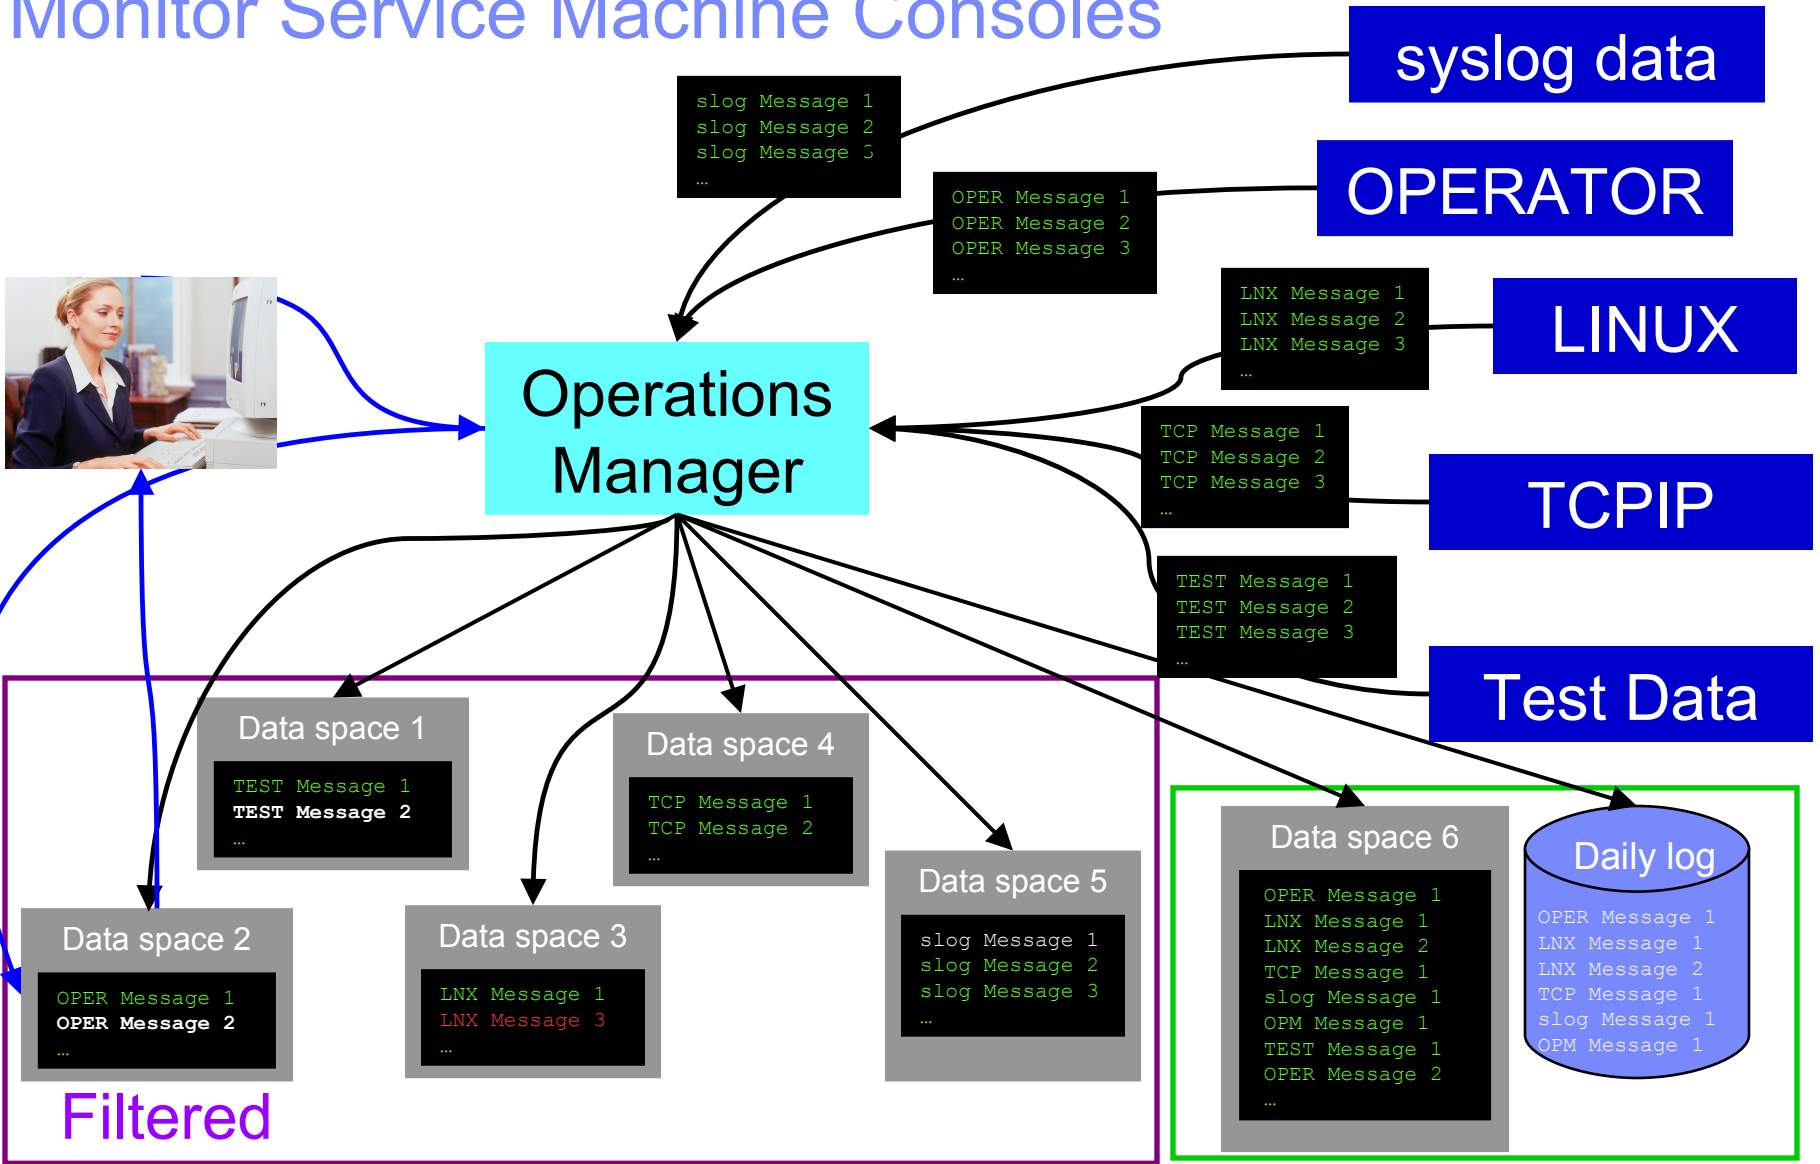 Monitor Service Machine Consoles
syslog data
slog Message 1
slog Message 2
slog Message 3
…
OPERATOR
OPER Message 1
OPER Message 2
OPER Message 3
…
LINUX
LNX Message 1
LNX Message 2
LNX Message 3
…
Operations
Manager
TCP Message 1
TCP Message 2
TCP Message 3
…
TCPIP
TEST Message 1
TEST Message 2
TEST Message 3
…
Test Data
Data space 1
TEST Message 1
TEST Message 2
…
Data space 4
TCP Message 1
TCP Message 2
…
Data space 2
OPER Message 1
OPER Message 2
…
Data space 3
LNX Message 1
LNX Message 3
…
Data space 5
slog Message 1
slog Message 2
slog Message 3
…
Data space 6
OPER Message 1
LNX Message 1
LNX Message 2
TCP Message 1
slog Message 1
OPM Message 1
TEST Message 1
OPER Message 2
…
Daily log
OPER Message 1
LNX Message 1
LNX Message 2
TCP Message 1
slog Message 1
OPM Message 1
Filtered